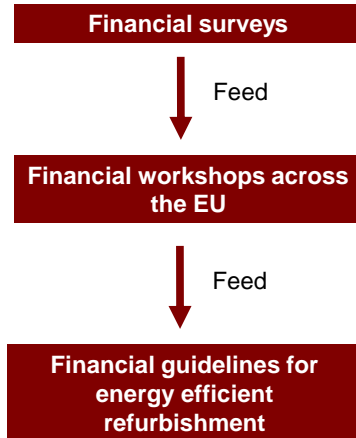 Financial surveys
Feed
Financial workshops across
the EU
Feed
Financial guidelines for
energy efficient
refurbishment